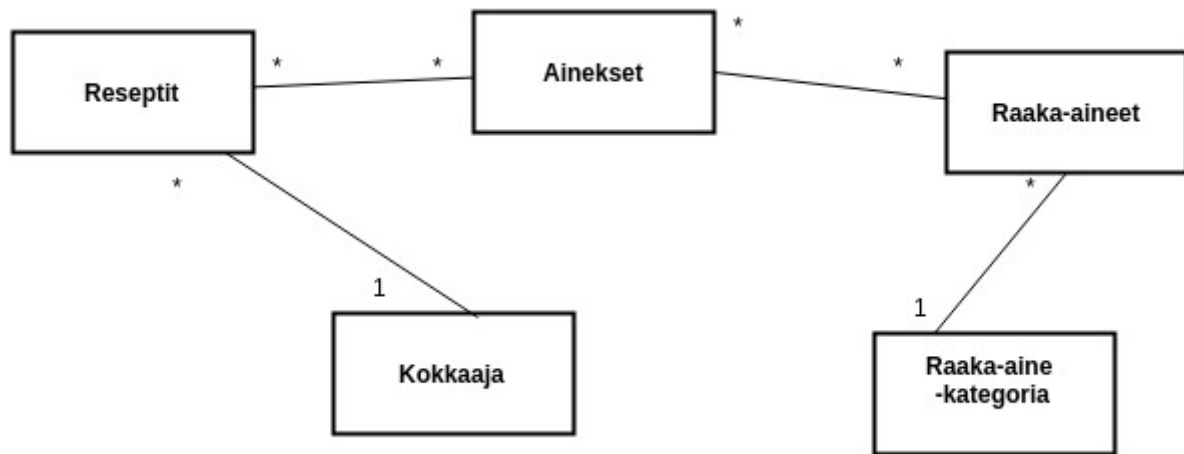 Reseptit
* *
Ainekset
* *
Raaka-aineet
*
1
Kokkaaja
*
1
Raaka-aine
-kategoria